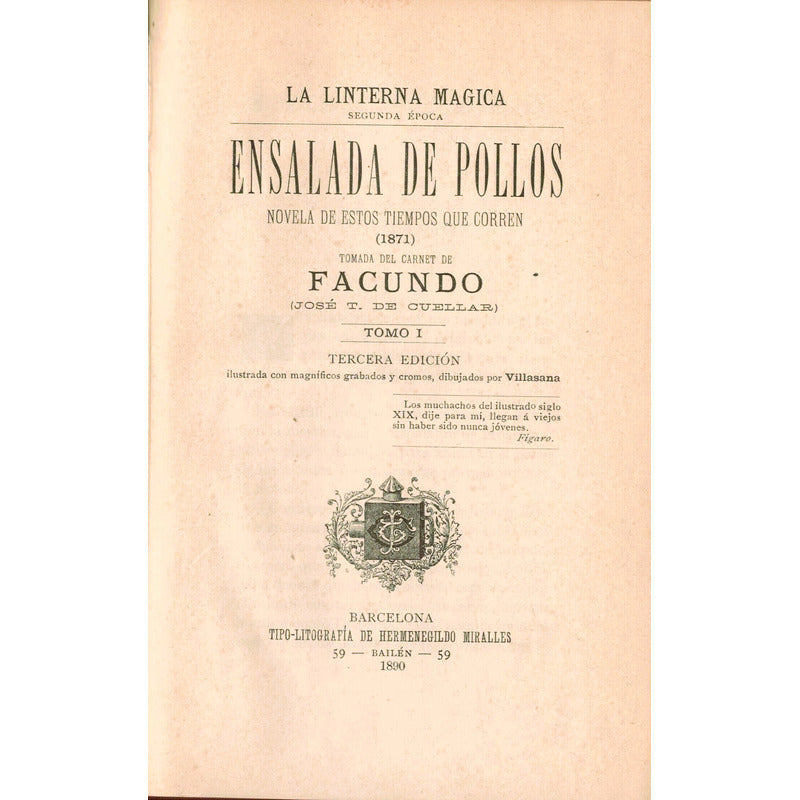 LA LINTERNA MAGICA
SEGUNDA ÉPOCA
ENSALADA DE POLLOS
NOVELA DE ESTOS TIEMPOS QUE CORREN
(1871)
TOMADA DEL CARNET DE
FACUNDO
(JOSÉ T. DE CUELLAR)
TOMO I
TERCERA EDICIÓN
ilustrada con magníficos grabados y cromos, dibujados por Villasana
Los muchachos del ilustrado siglo
XIX, dije para mí, llegan á viejos
sin haber sido nunca jóvenes.
Fígaro.
BARCELONA
TIPO-LITOGRAFÍA DE HERMENEGILDO MIRALLES
59 — BAILÉN — 59
1890